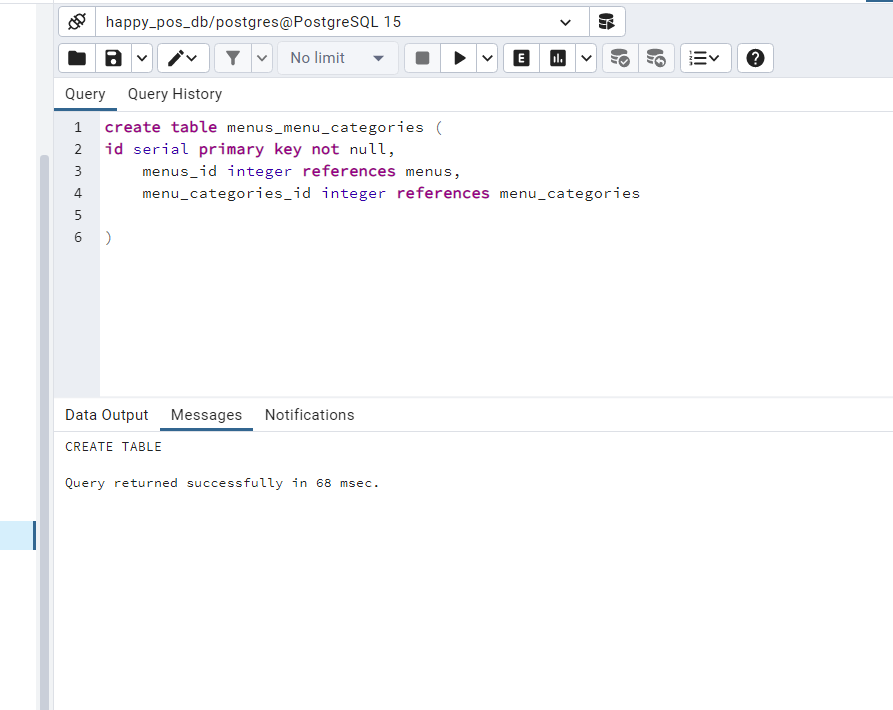 happy_pos_db/postgres@PostgreSQL 15
No limit
E
?
Query Query History
1 create table menus_menu_categories (
2 id serial primary key not null,
3 menus_id integer references menus,
4 menu_categories_id integer references menu_categories
5
6 )
Data Output Messages Notifications
CREATE TABLE
Query returned successfully in 68 msec.